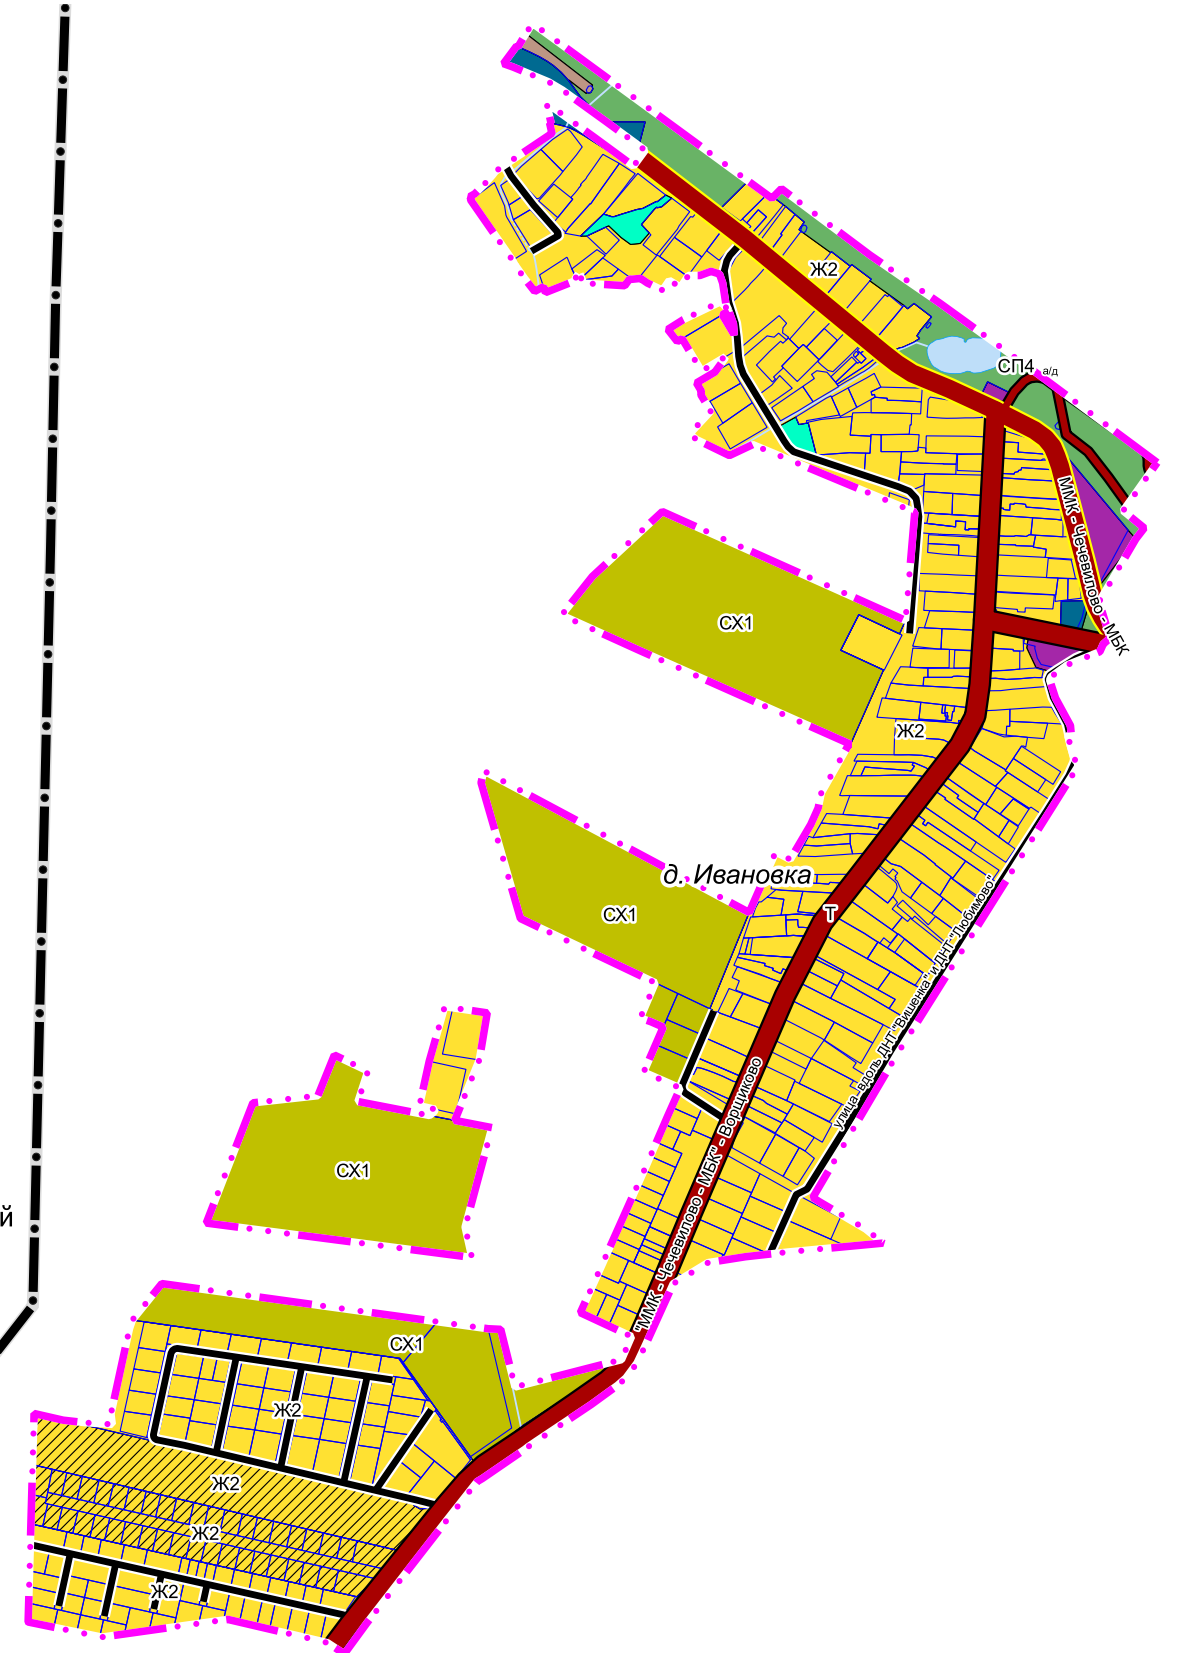 Ж2
СП4 а/д
ММК - Чечевилово - МБК
СХ1
Ж2
д. Ивановка
СХ1
Т
улица вдоль ДНТ "Вишенка" и ДНТ "Любимово"
"ММК - Чечевилово - МБК" - Ворщиково
СХ1
й
СХ1
Ж2
Ж2
Ж2
Ж2